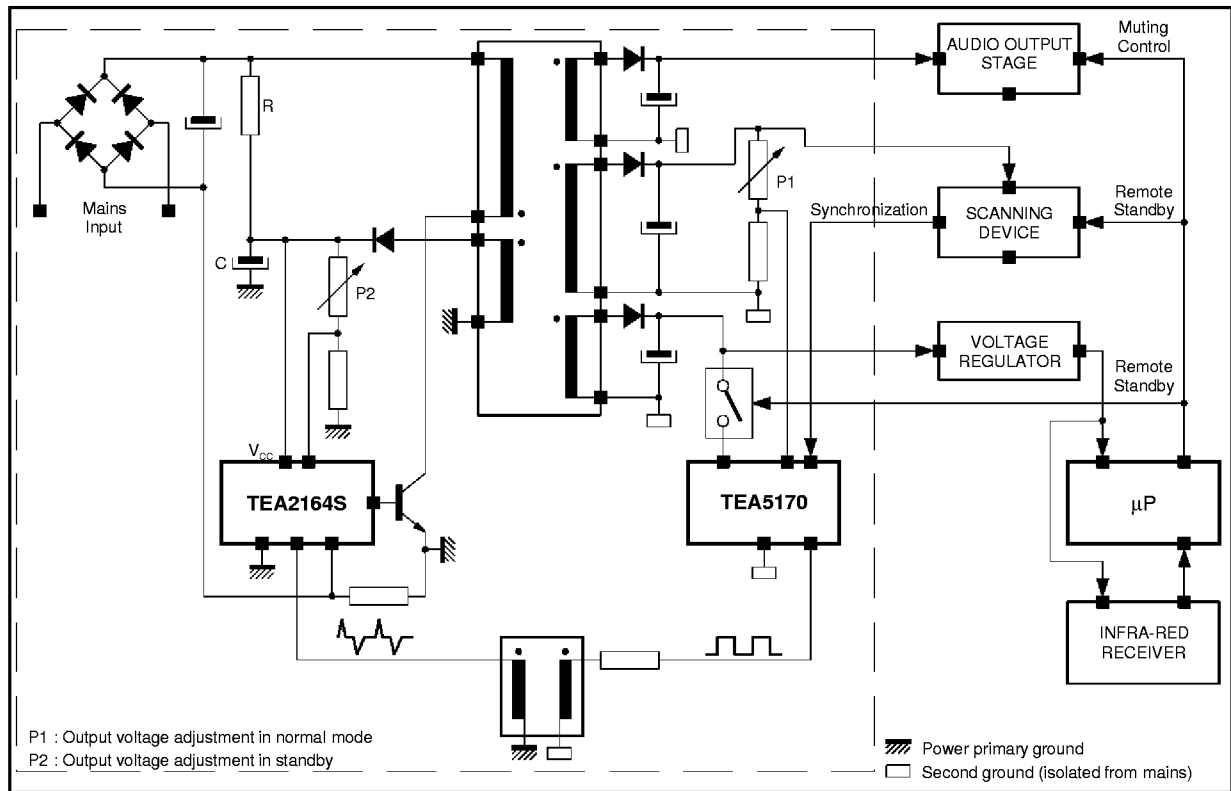 AUDIO OUTPUT
STAGE
Muting
Control
R
P1
Mains
Input
Synchronization
SCANNING
DEVICE
Remote
Standby
C
P2
VOLTAGE
REGULATOR
Remote
Standby
VCC
TEA2164S
TEA5170
µP
INFRA-RED
RECEIVER
P1 : Output voltage adjustment in normal mode
P2 : Output voltage adjustment in standby
Power primary ground
Second ground (isolated from mains)